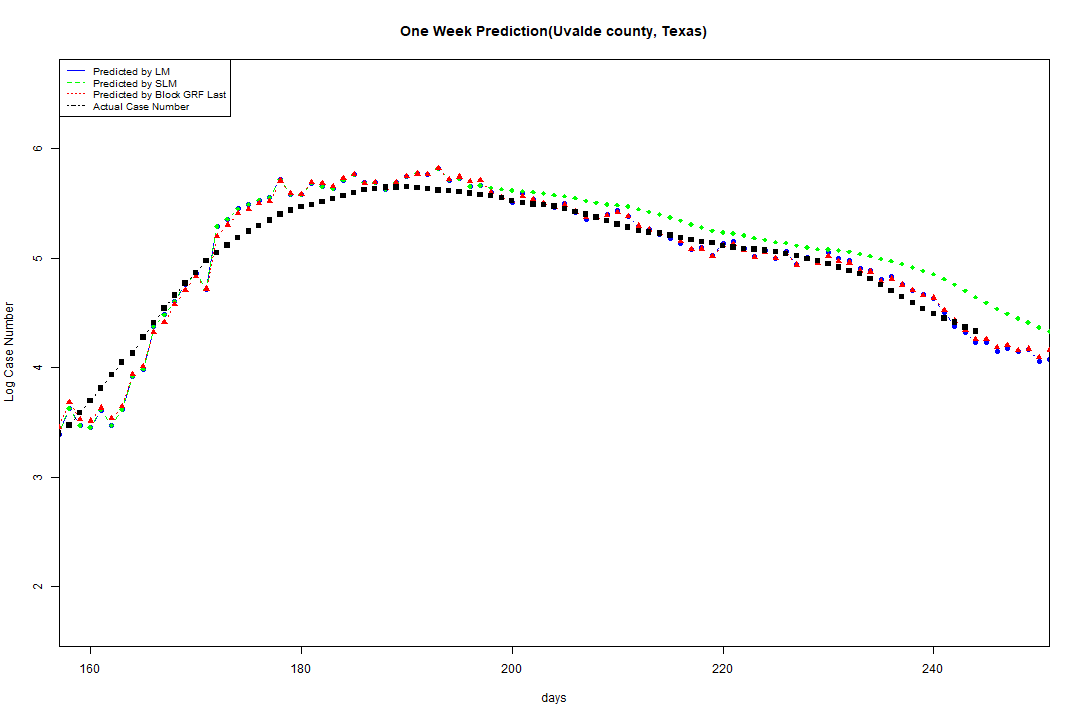 One Week Prediction(Uvalde county, Texas)
Predicted by LM
Predicted by SLM
Predicted by Block GRF Last
Actual Case Number
6
5
4
3
2
Log Case Number
160 180 200 220 240
days